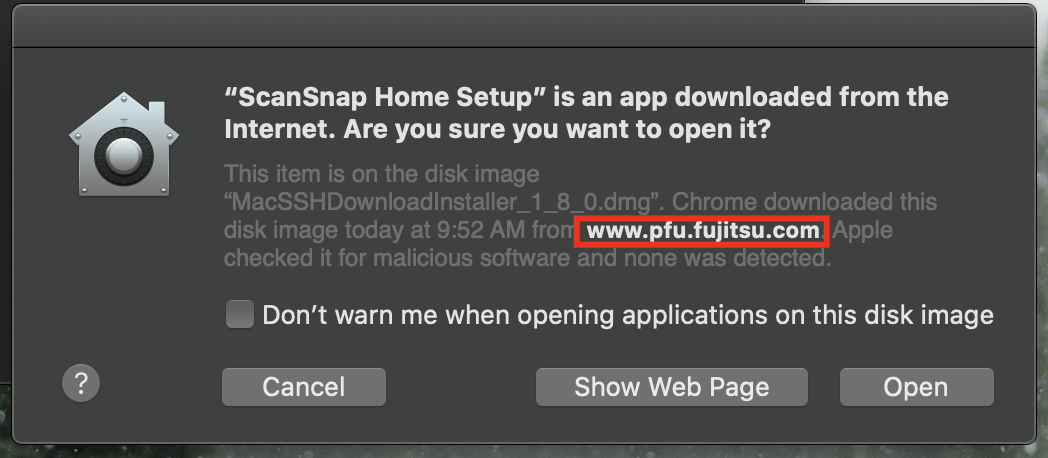 “ScanSnap Home Setup” is an app downloaded from the
Internet. Are you sure you want to open it?
This item is on the disk image
“MacSSHDownloadInstaller_1_8_0.dmg”. Chrome downloaded this
disk image today at 9:52 AM from www.pfu.fujitsu.com. Apple
checked it for malicious software and none was detected.
Don’t warn me when opening applications on this disk image
?
Cancel
Show Web Page
Open